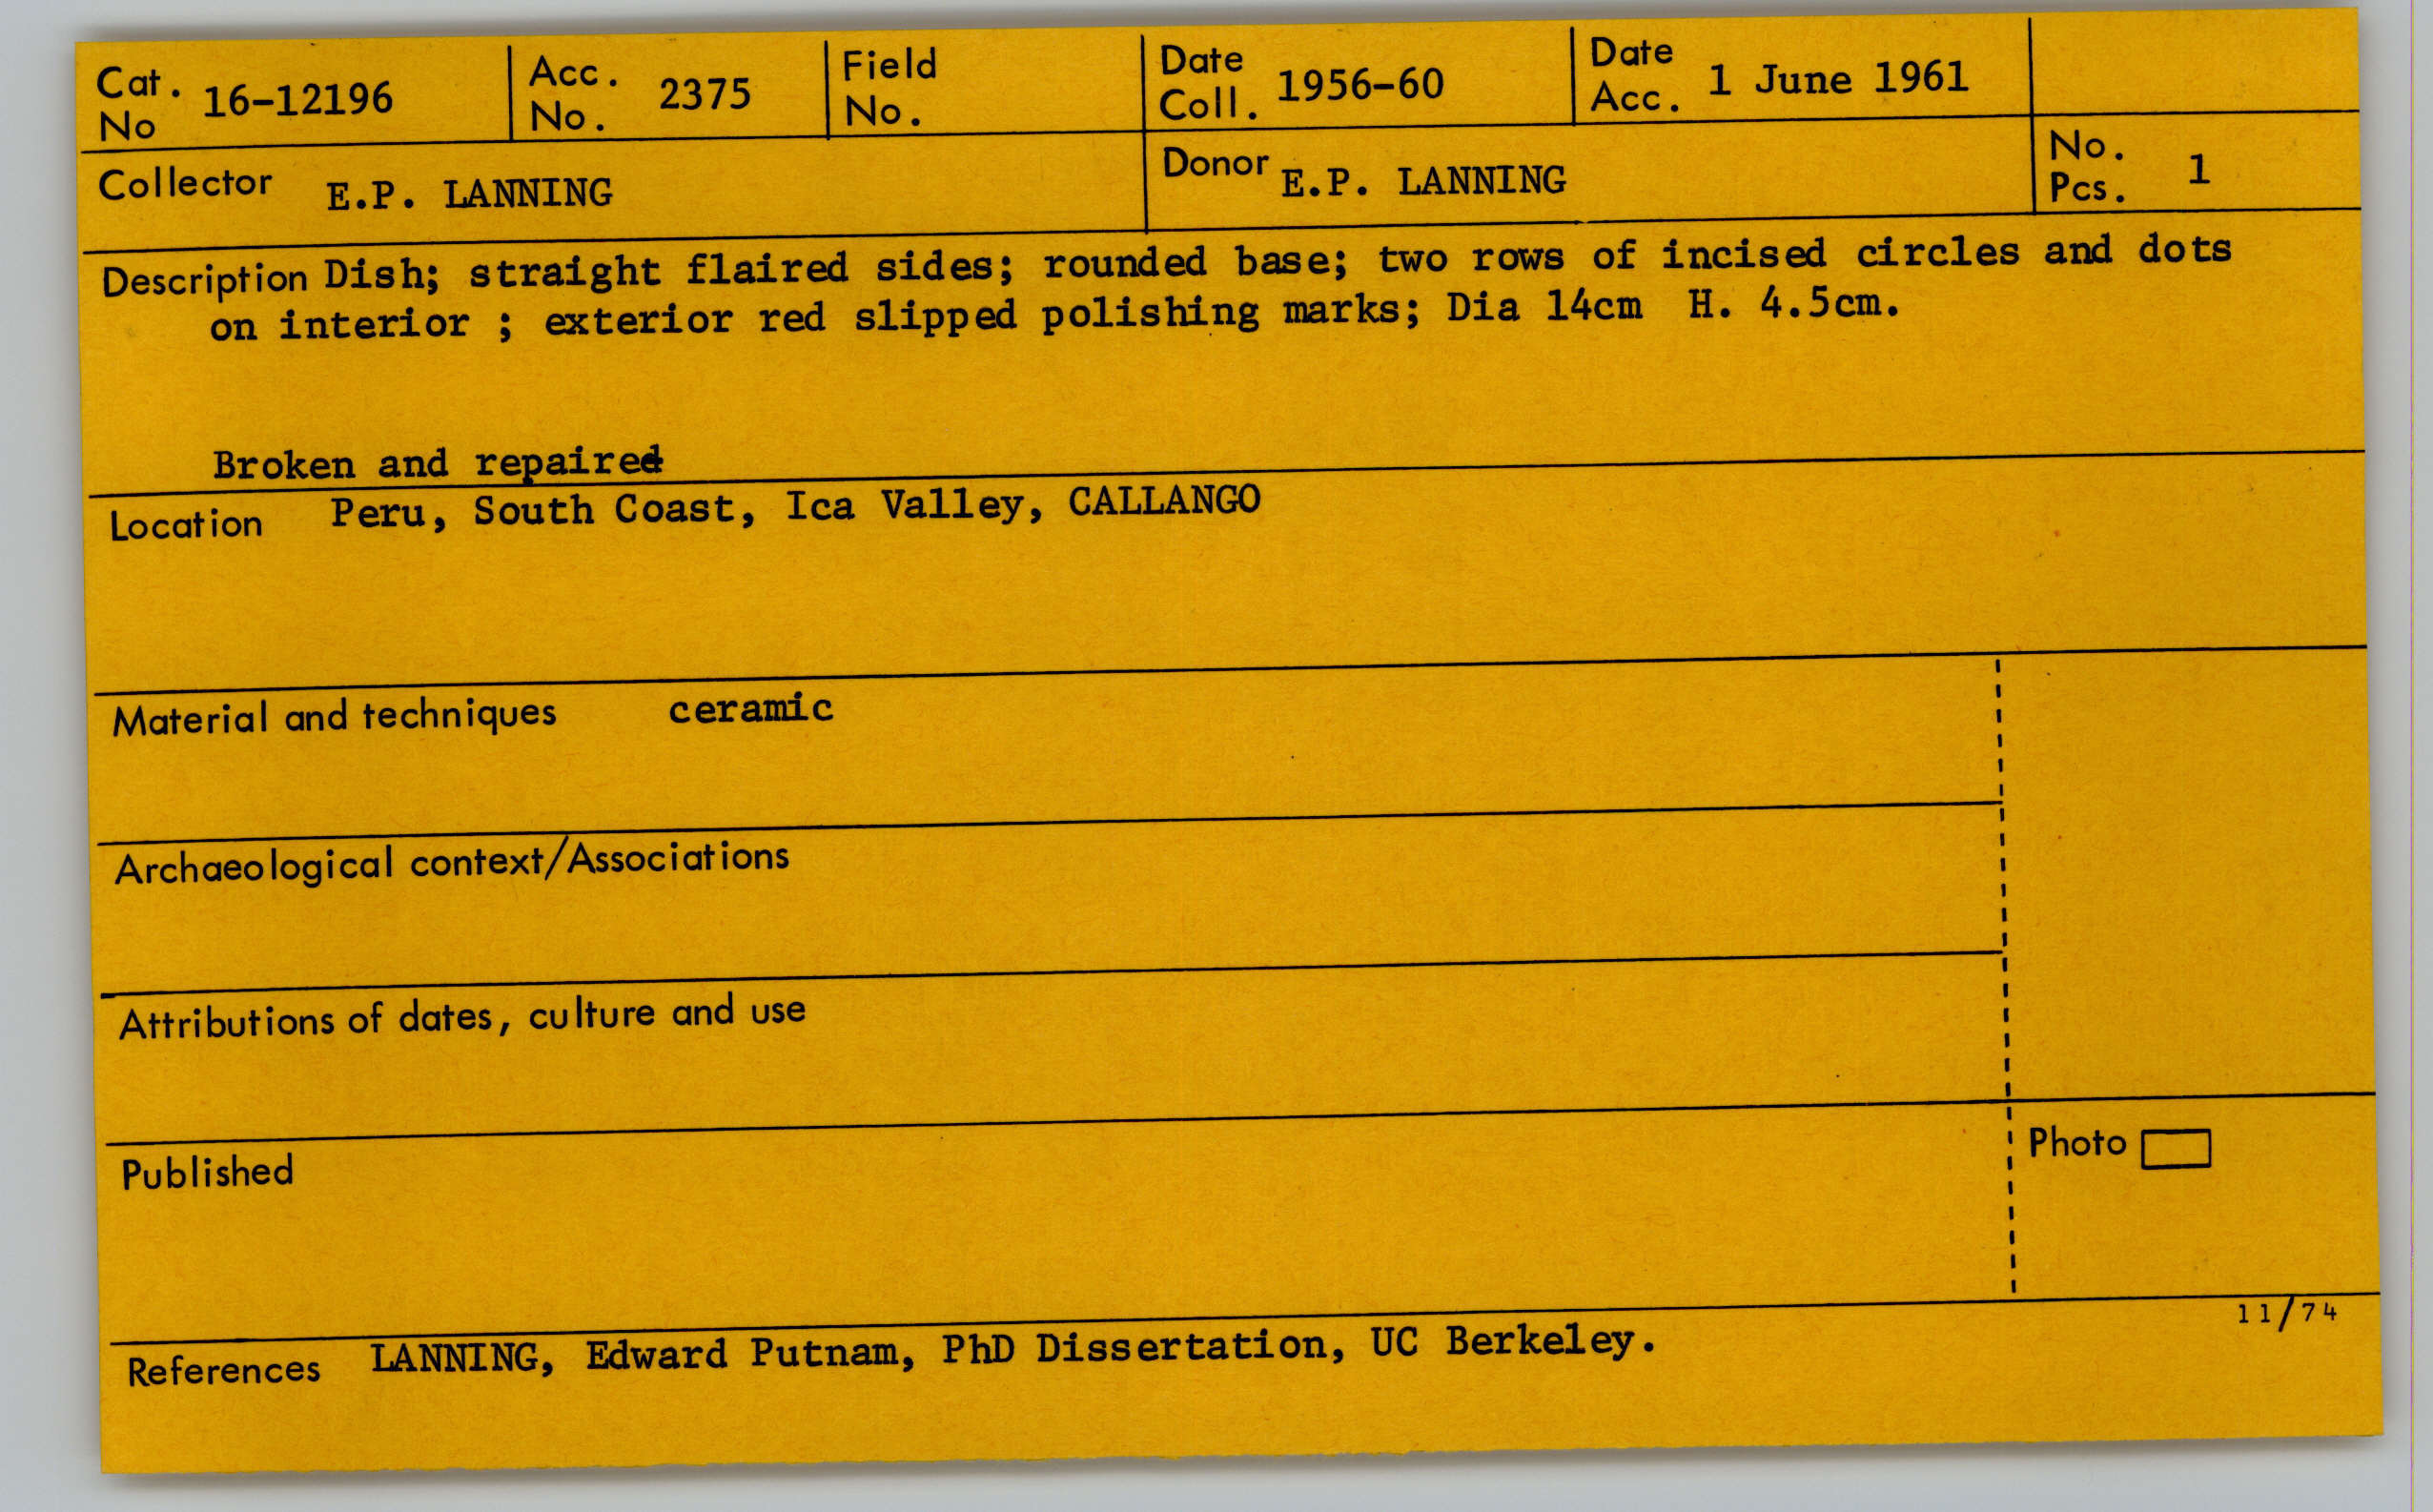 Cat. No 16-12196 Acc. No. 2375 Field No. Date Coll. 1956-60 Date Acc. 1 June 1961
Collector E.P. LANNING Donor E.P. LANNING No. Pcs. 1
Description Dish; straight flaired sides; rounded base; two rows of incised circles and dots
on interior ; exterior red slipped polishing marks; Dia 14cm H. 4.5cm.
Broken and repaired
Location Peru, South Coast, Ica Valley, CALLANGO
Material and techniques ceramic
Archaeological context/Associations
Attributions of dates, culture and use
Published
Photo
11/74
References LANNING, Edward Putnam, PhD Dissertation, UC Berkeley.